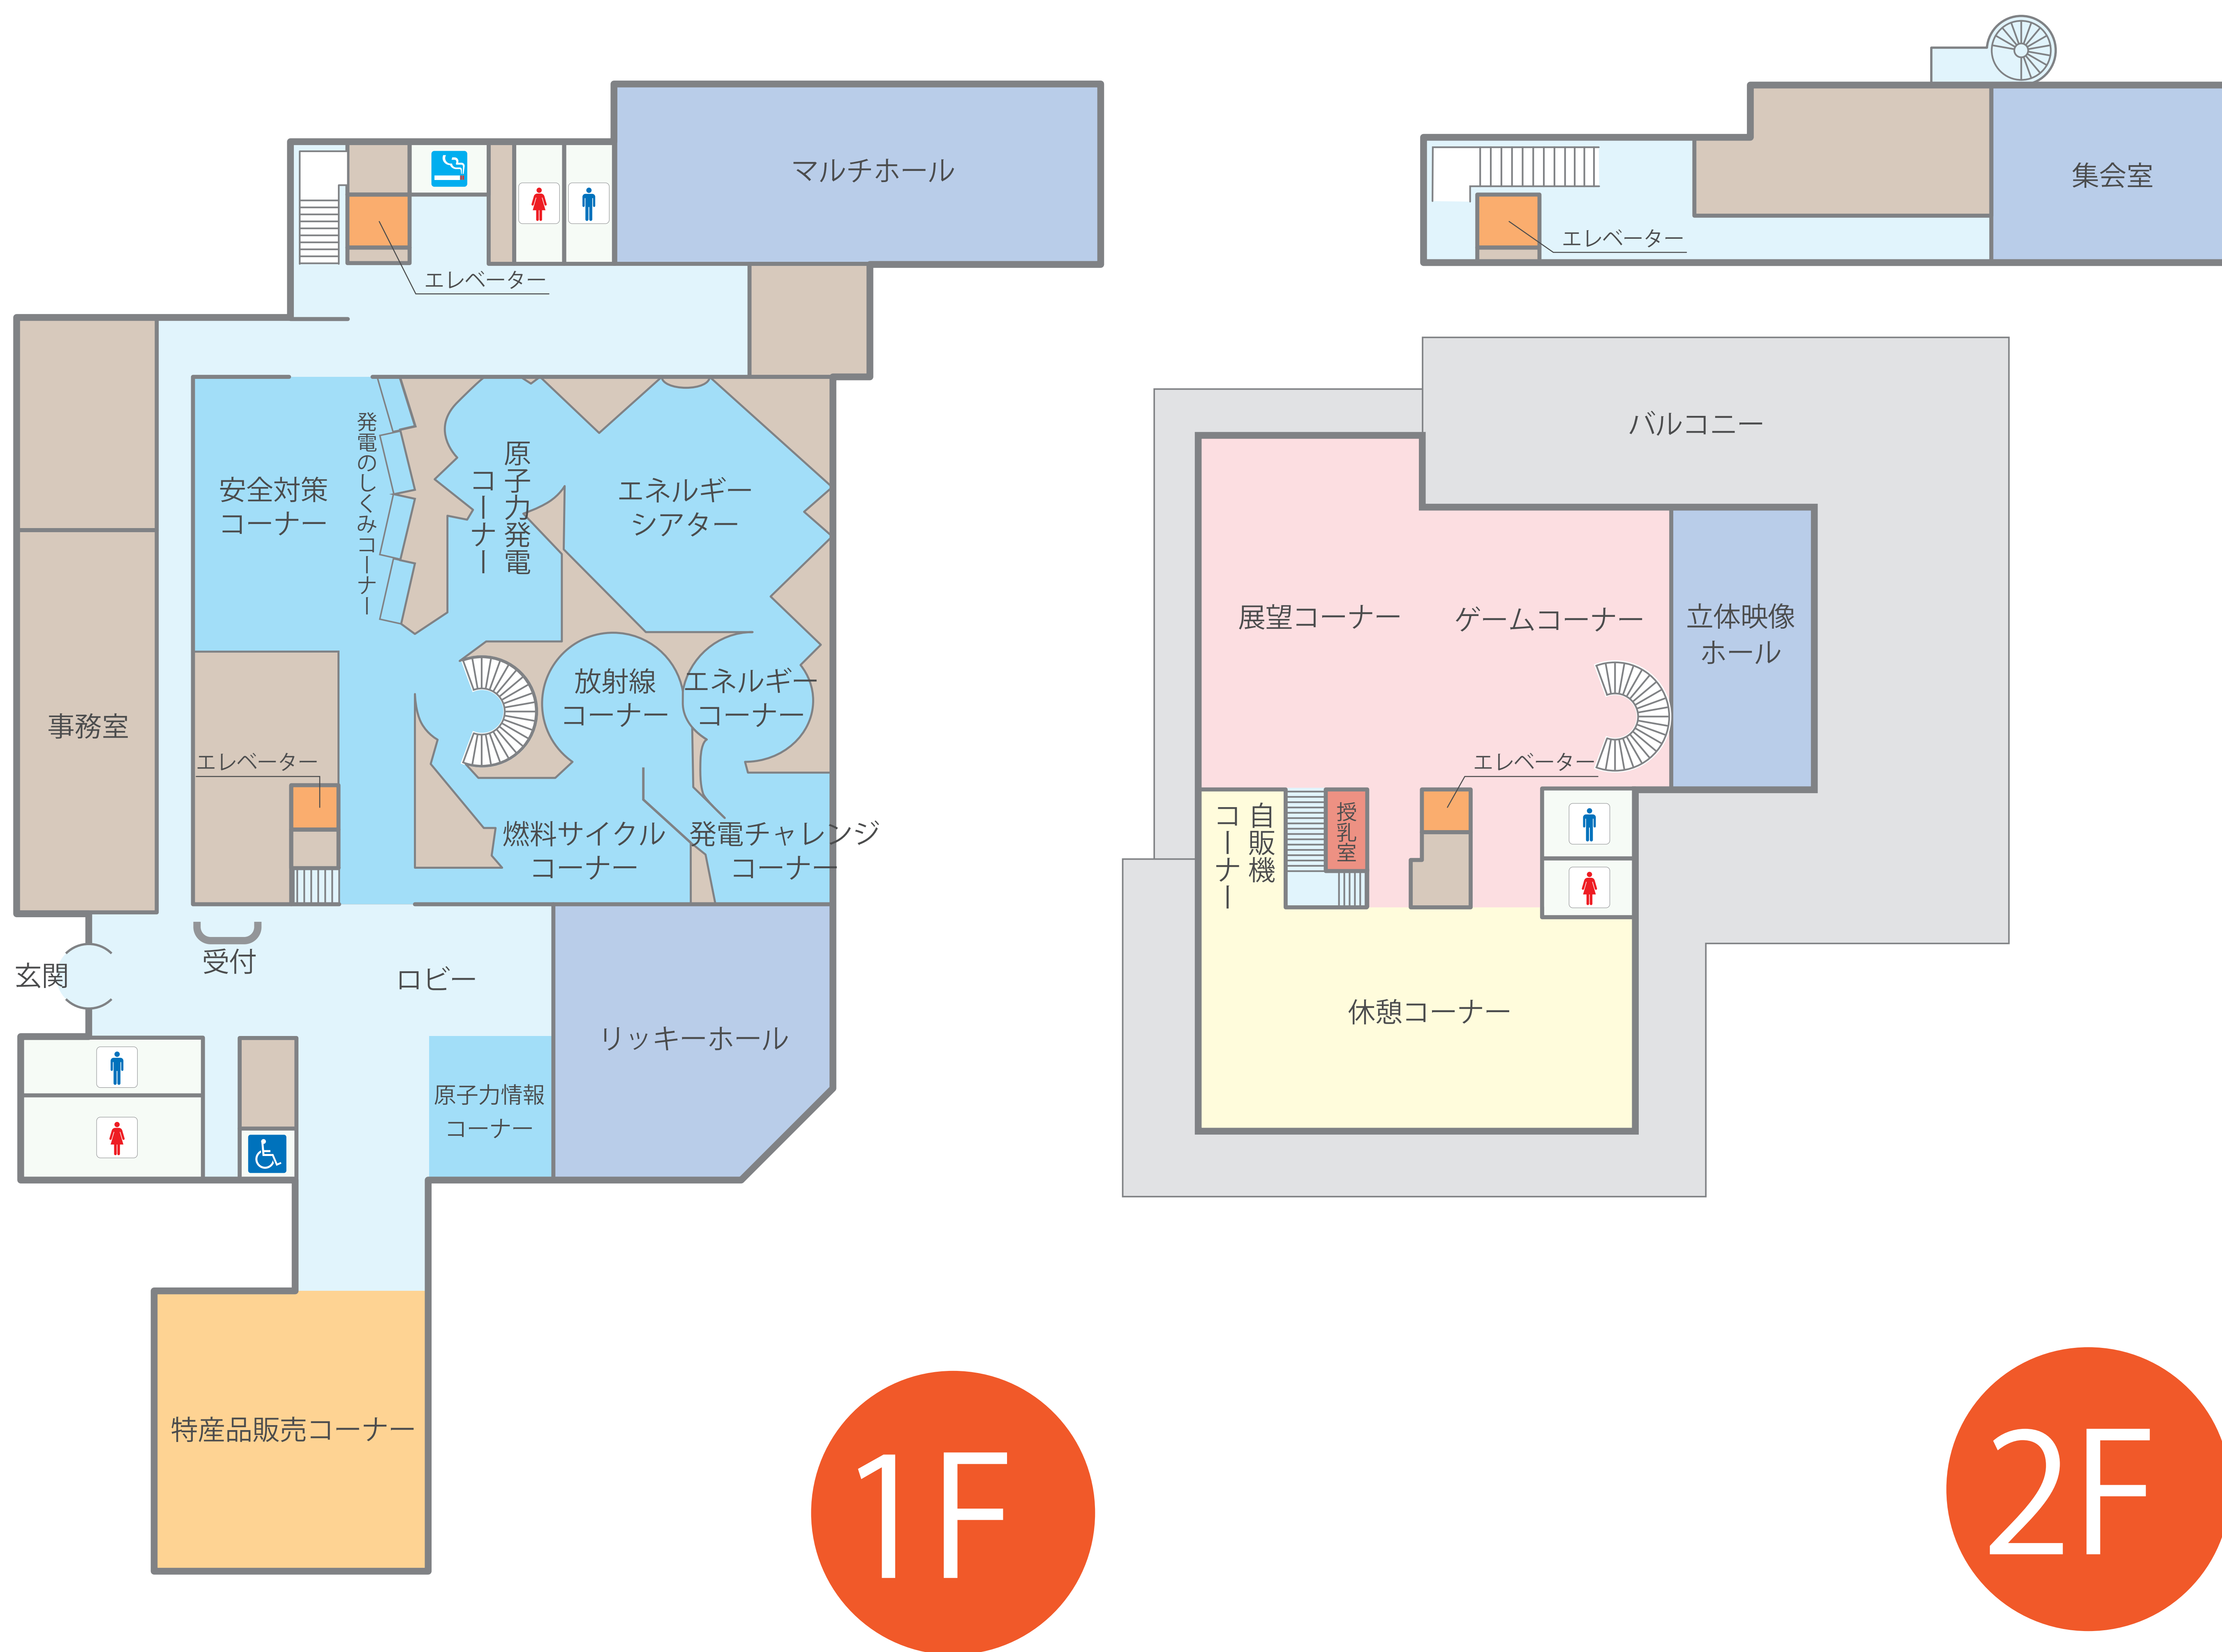 マルチホール
エレベーター
安全対策
コーナー
発電のしくみコーナー
原子力発電
コーナー
エネルギー
シアター
放射線
コーナー
エネルギー
コーナー
事務室
エレベーター
燃料サイクル
コーナー
発電チャレンジ
コーナー
玄関
受付
ロビー
リッキーホール
原子力情報
コーナー
特産品販売コーナー
1F
集会室
エレベーター
バルコニー
展望コーナー
ゲームコーナー
立体映像
ホール
エレベーター
自販機
コーナー
授乳室
休憩コーナー
2F